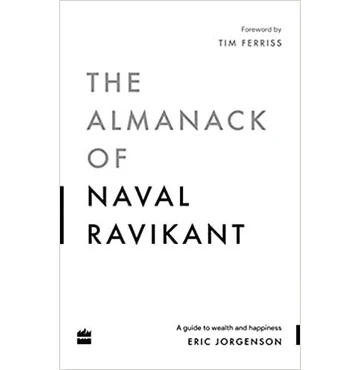 Foreword by
TIM FERRISS
THE
ALMANACK
OF
NAVAL
RAVIKANT
A guide to wealth and happiness
ERIC JORGENSON